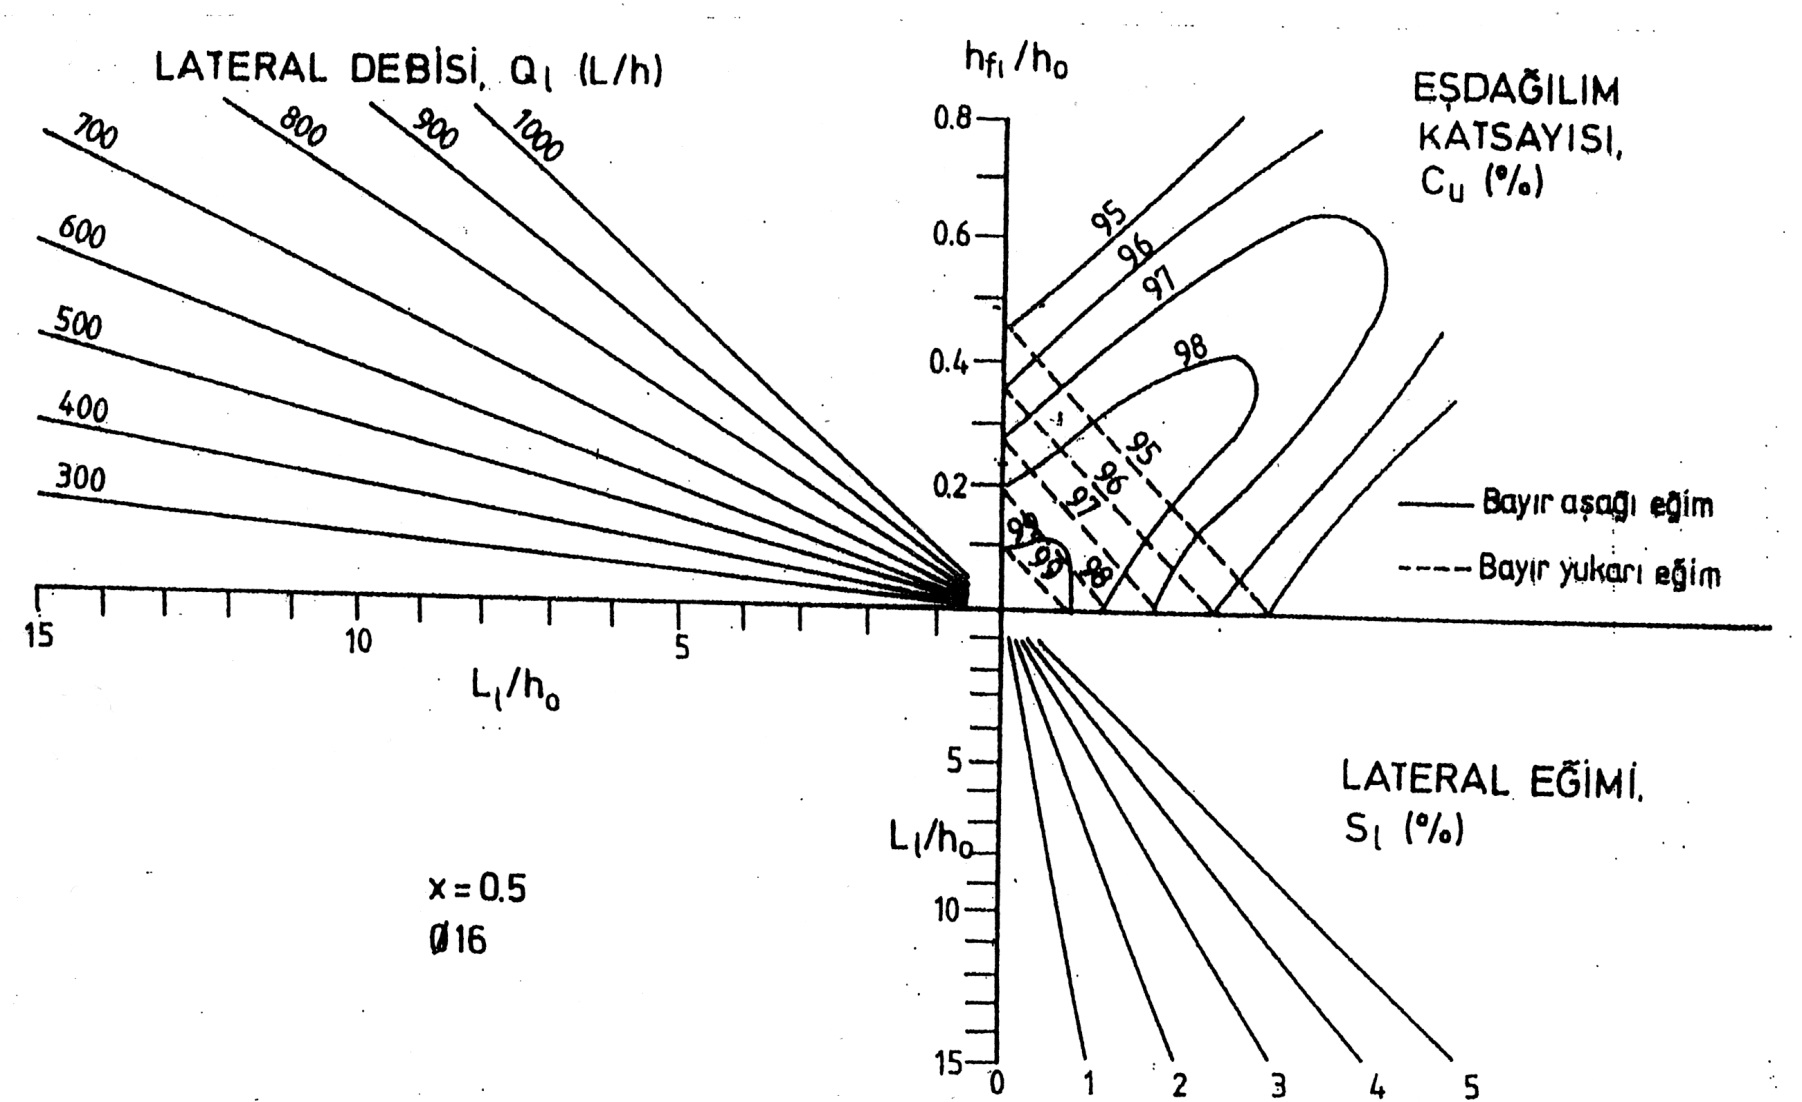 LATERAL DEBİSİ, Ql (L/h)
700
800
900
1000
600
500
400
300
15
10
5
Ll/ho
hfl/ho
0.8
0.6
0.4
0.2
EŞDAĞILIM
KATSAYISI,
Cu (%)
95
96
97
98
95
96
97
98
99
99
Bayır aşağı eğim
Bayır yukarı eğim
5
Ll/ho
10
15
LATERAL EĞİMİ,
Sl (%)
0
1
2
3
4
5
x = 0.5
Ø16